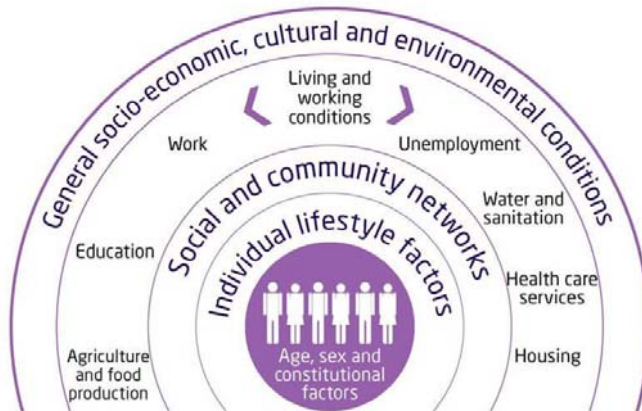 General socio-economic, cultural and environmental conditions
Living and
working
conditions
Work
Unemployment
Social and community networks
Water and
sanitation
Individual lifestyle factors
Education
Health care
services
Agriculture
and food
production
Housing
Age, sex and
constitutional
factors